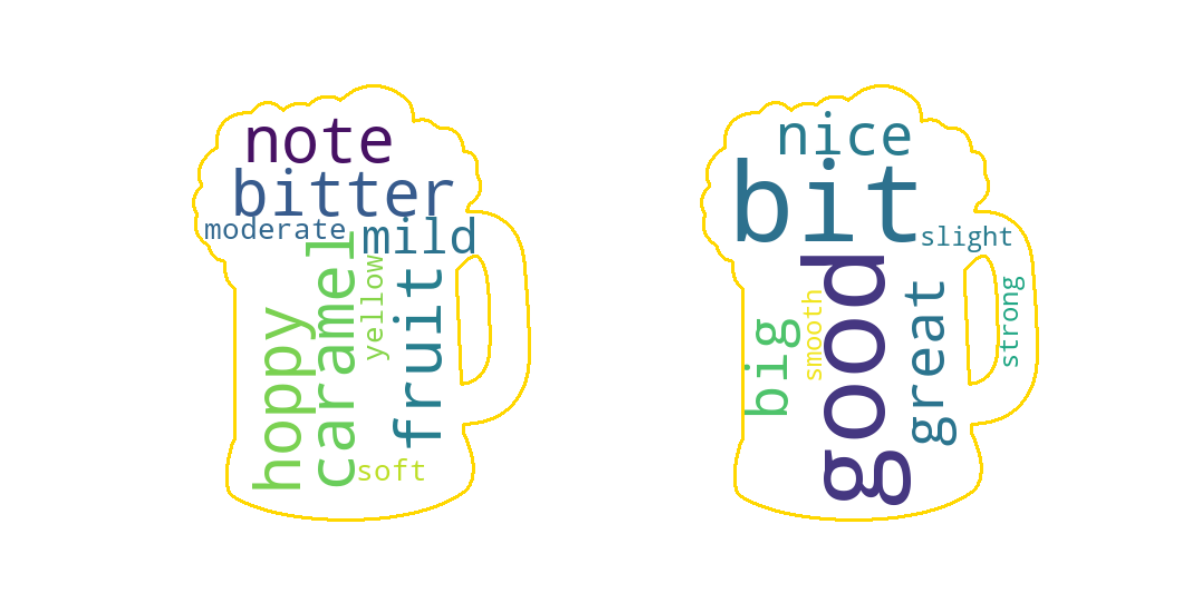 note
bitter
moderate
mild
caramel
yellow
fruit
hoppy
soft
nice
bit
slight
good
strong
great
smooth
big